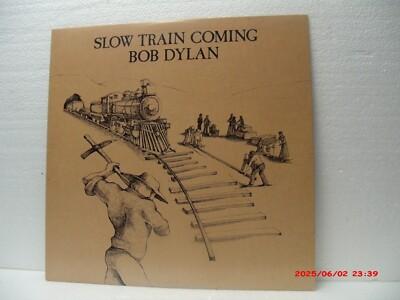 SLOW TRAIN COMING
BOB DYLAN
2025/06/02 23:39